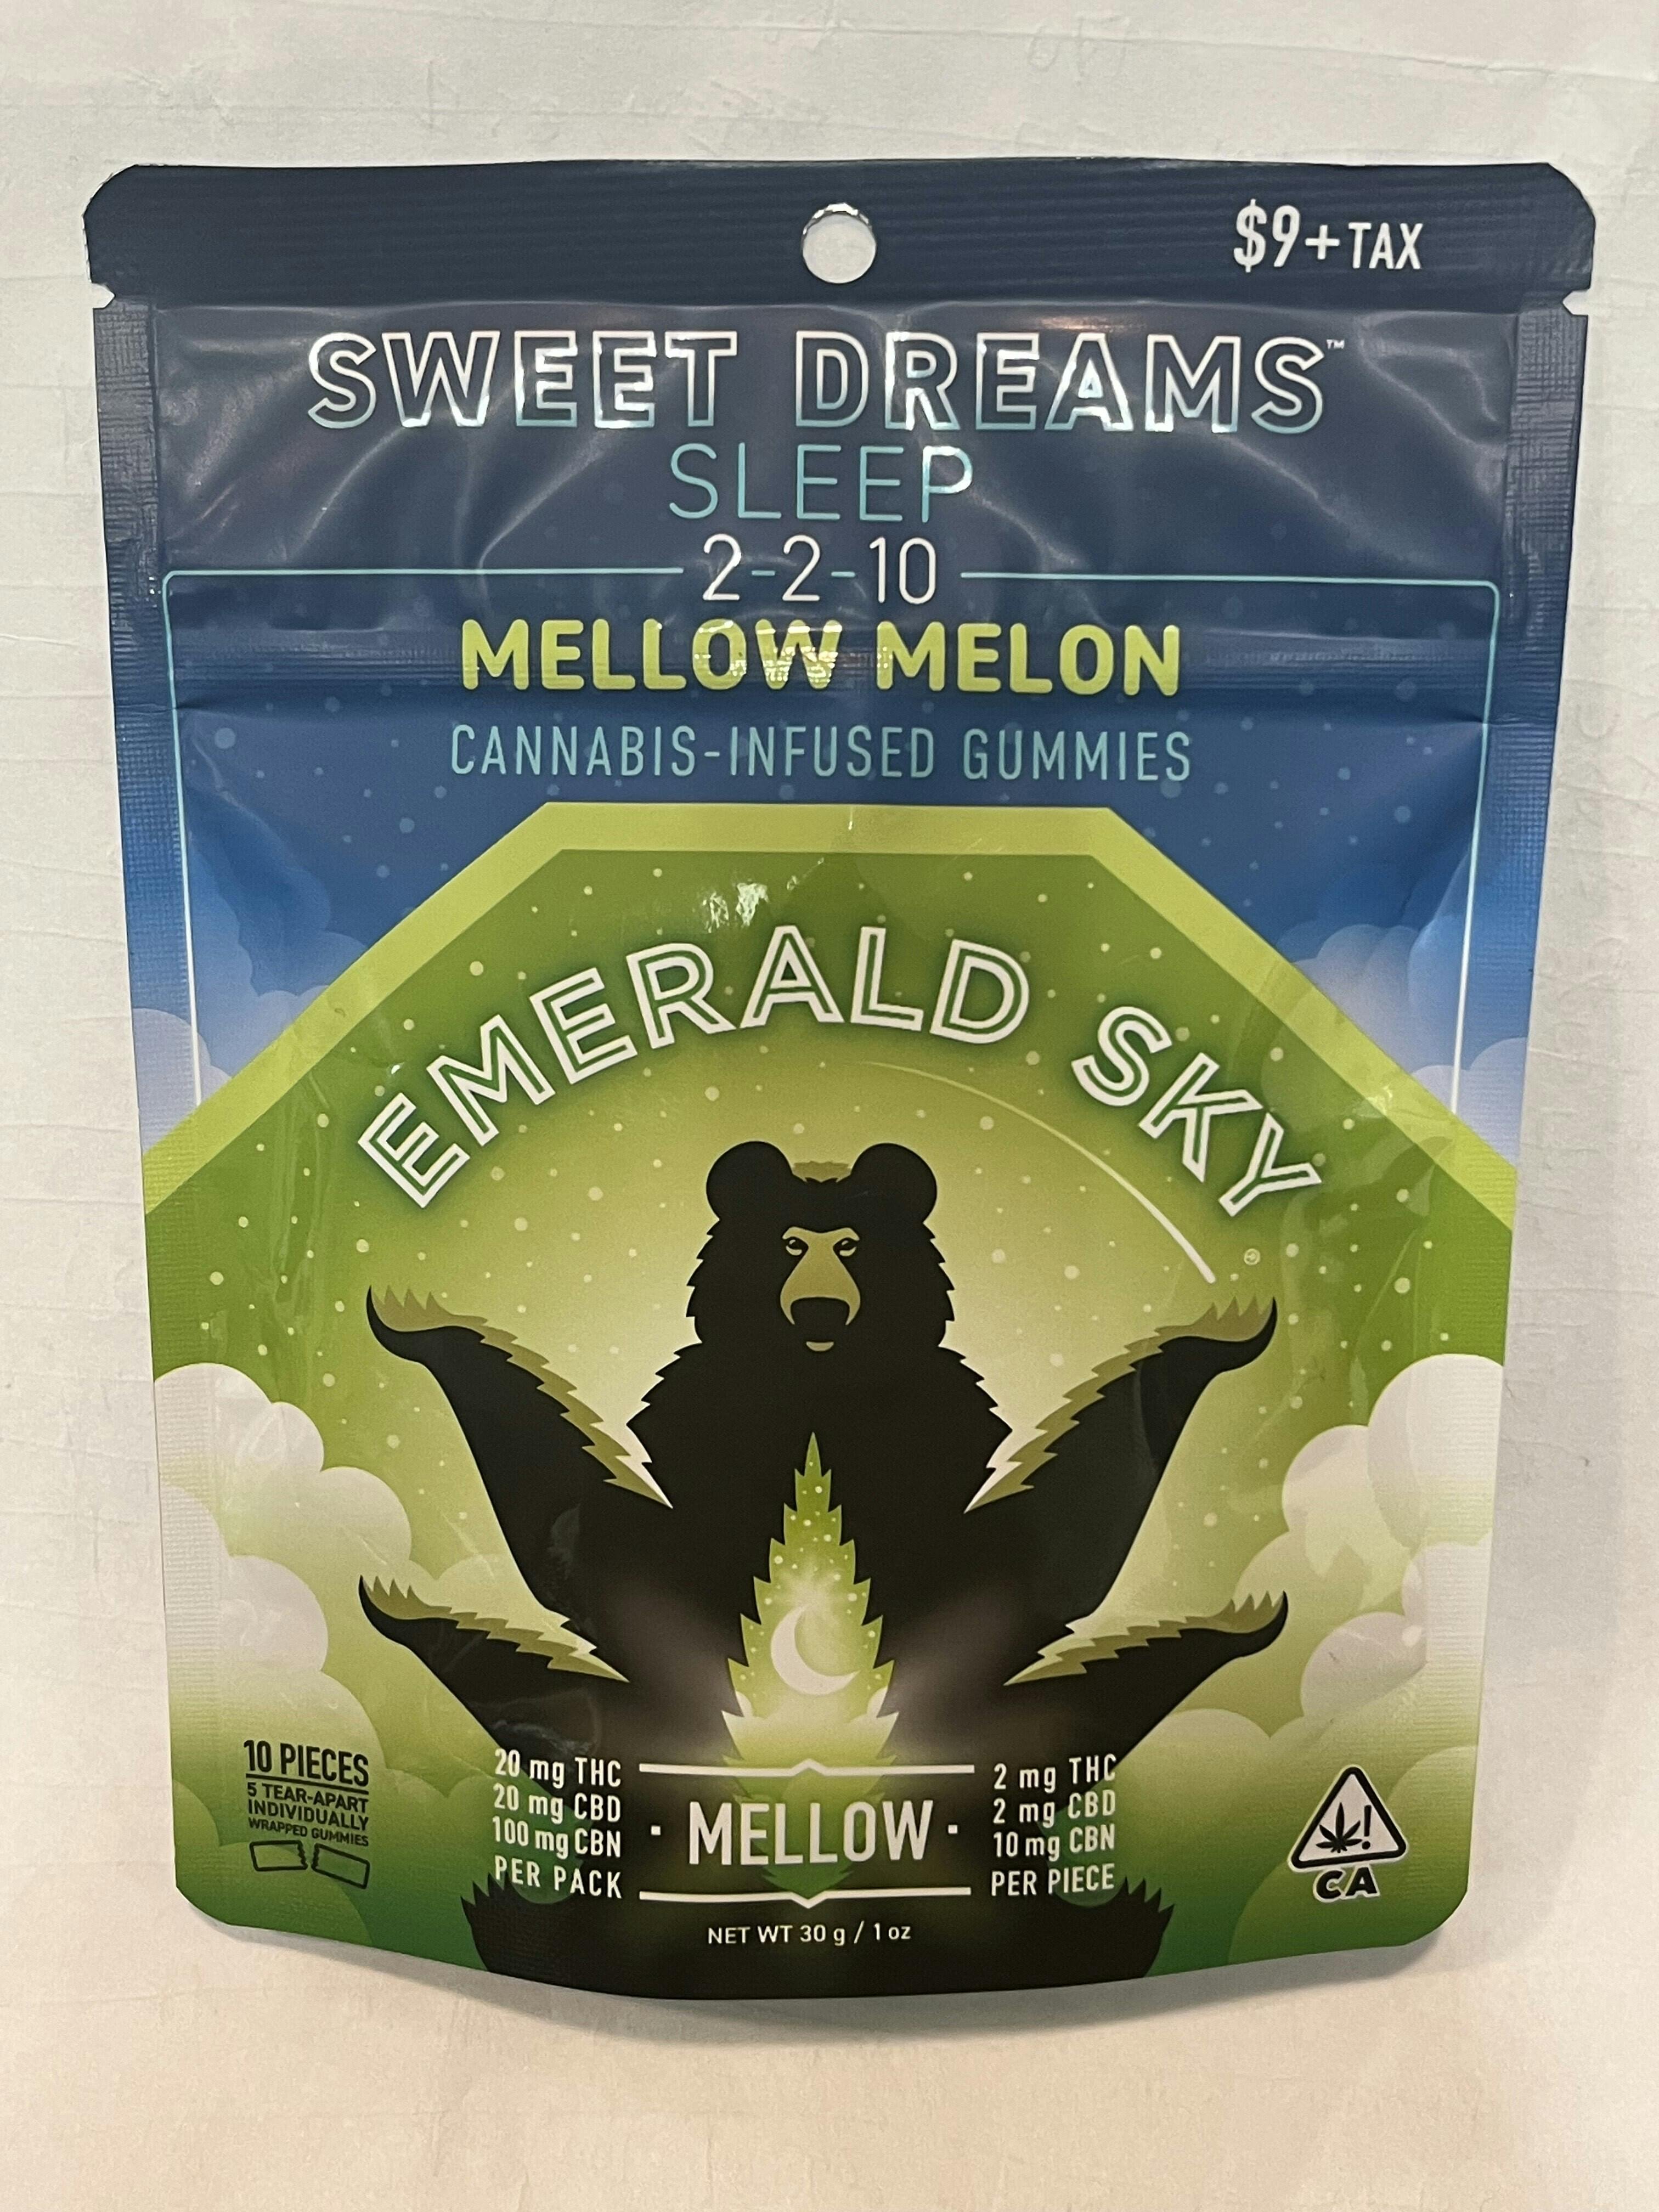 $9+TAX
SWEET DREAMS™
SLEEP
2-2-10
MELLOW MELON
CANNABIS-INFUSED GUMMIES
EMERALD SKY
®
10 PIECES
5 TEAR-APART
INDIVIDUALLY
WRAPPED GUMMIES
20 mg THC
20 mg CBD
100 mg CBN
PER PACK
· MELLOW ·
2 mg THC
2 mg CBD
10 mg CBN
PER PIECE
!
CA
NET WT 30 g / 1 oz